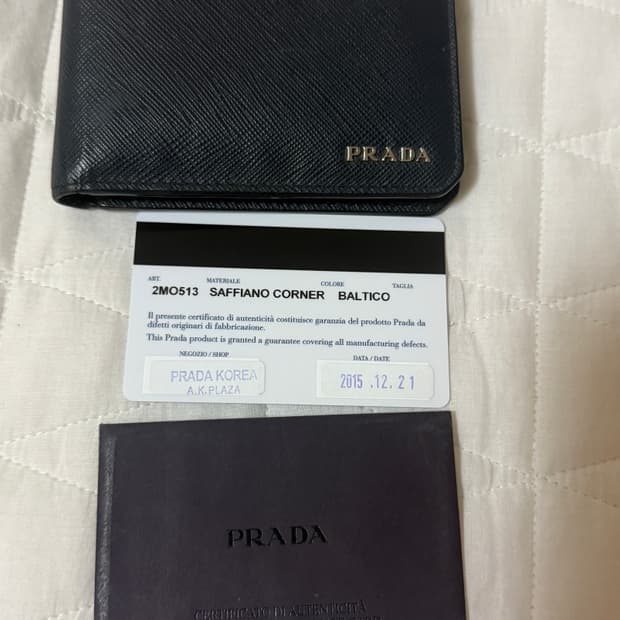 PRADA
ART. MATERIALE COLORE TAGLIA
2MO513 SAFFIANO CORNER BALTICO
Il presente certificato di autenticità costituisce garanzia del prodotto Prada da
difetti originari di fabbricazione.
This Prada product is granted a guarantee covering all manufacturing defects.
NEGOZIO / SHOP DATA / DATE
PRADA KOREA 2015 .12.21
A.K.PLAZA
PRADA
CERTIFICATO DI AUTENTICITÀ